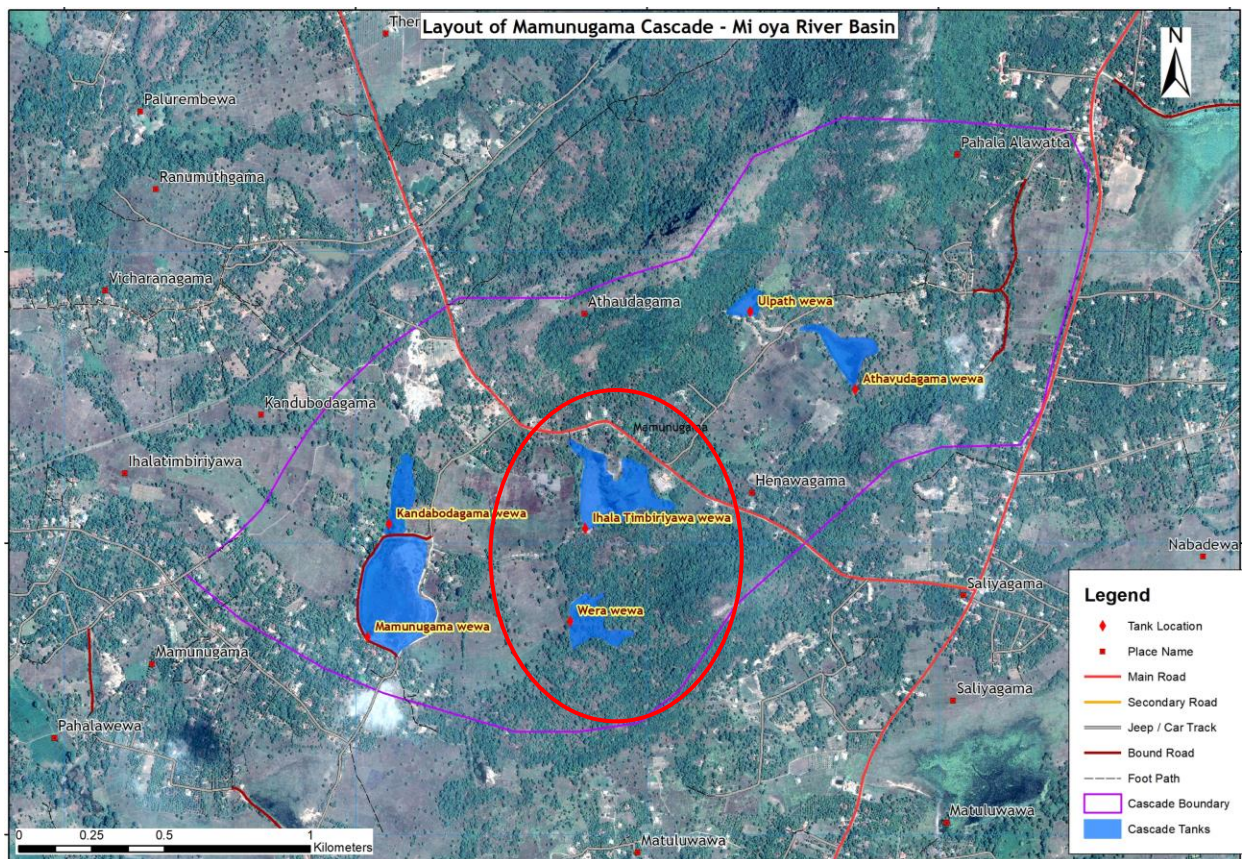 Layout of Mamunugama Cascade - Mi oya River Basin
Ther
N
Palurembewa
Pahala Alawatta
Ranumuthgama
Vicharanagama
Athaudagama
Ulpath wewa
Athavudagama wewa
Kandubodagama
Mamunugama
Ihalatimbiriyawa
Henawagama
Kandabodagama wewa
Ihala Timbiriyawa wewa
Nabadewa
Saliyagama
Wera wewa
Mamunugama wewa
Mamunugama
Saliyagama
Pahalawewa
Matuluwawa
Matuluwawa
0 0.25 0.5 1
Kilometers
Legend
Tank Location
Place Name
Main Road
Secondary Road
Jeep / Car Track
Bound Road
Foot Path
Cascade Boundary
Cascade Tanks